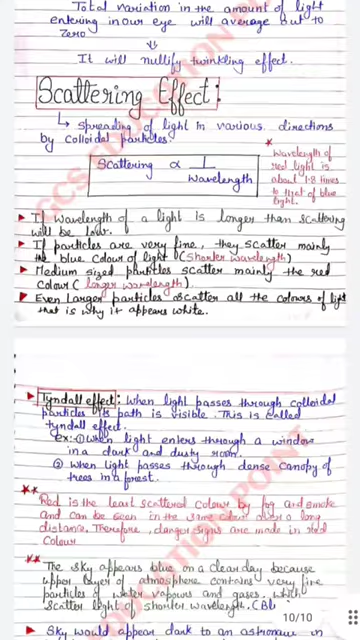 Total variation in the amount of light
entering in our eye will average out to
zero
⇓
It will nullify twinkling effect.
Scattering Effect:
↳ spreading of light in various directions
by colloidal particles.
Scattering ∝ 1/Wavelength
* Wavelength of
red light is
about 1.8 times
to that of blue
light.
▸ If wavelength of a light is longer than scattering
will be low.
▸ If particles are very fine, they scatter mainly
the blue colour of light (shorter wavelength)
▸ Medium sized particles scatter mainly the red
colour (longer wavelength).
▸ Even larger particles scatter all the colours of light
that is why it appears white.
▸ Tyndall effect: When light passes through colloidal
particles its path is visible. This is called
tyndall effect.
ex:- ① When light enters through a window
in a dark and dusty room.
② When light passes through dense canopy of
trees in a forest.
** Red is the least scattered colour by fog and smoke
and can be seen in the same colour over a long
distance. Therefore, danger signs are made in red
colour
** The sky appears blue on a clear day because
upper layer of atmosphere contains very fine
particles of water vapours and gases which
scatter light of shorter wavelength. (Bl
10/10
▸ Sky would appear dark to an astronaut in